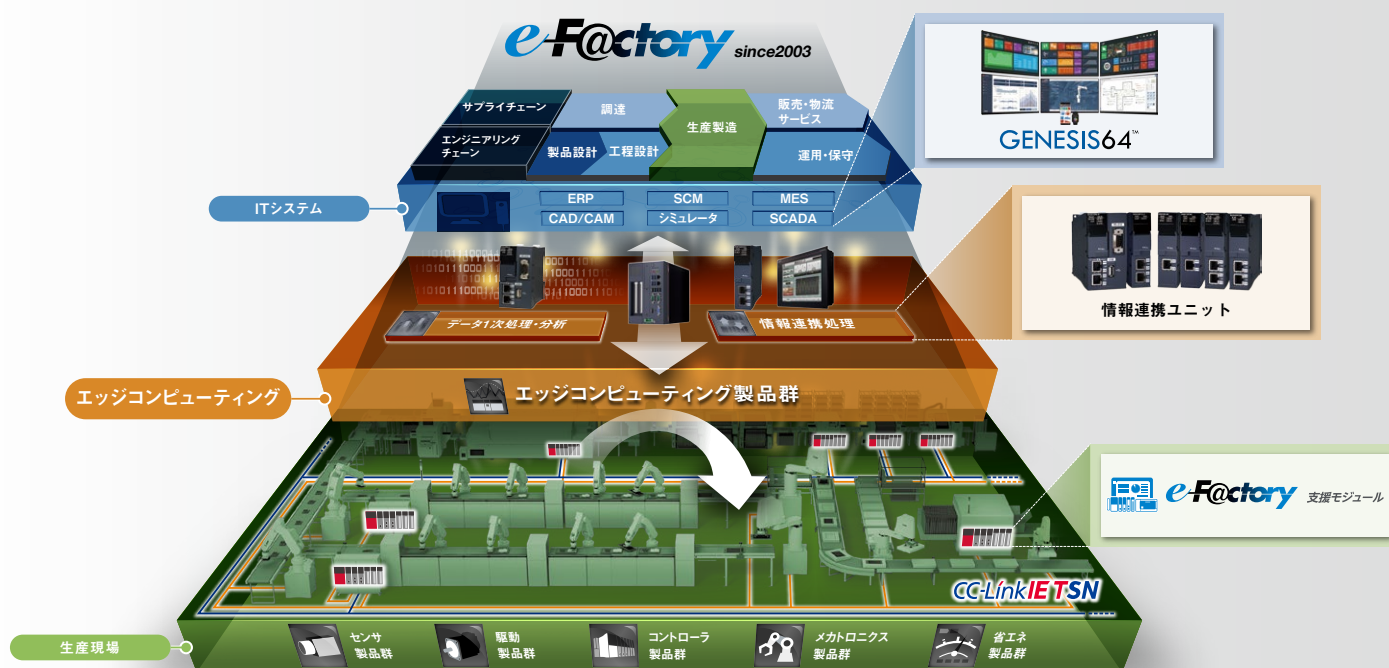 e-F@ctory since2003
サプライチェーン
調達
生産製造
販売・物流
サービス
エンジニアリング
チェーン
製品設計
工程設計
運用・保守
GENESIS64™
ITシステム
ERP
SCM
MES
CAD/CAM
シミュレータ
SCADA
データ1次処理・分析
情報連携処理
情報連携ユニット
エッジコンピューティング
エッジコンピューティング製品群
e-F@ctory 支援モジュール
CC-Link IE TSN
生産現場
センサ
製品群
駆動
製品群
コントローラ
製品群
メカトロニクス
製品群
省エネ
製品群